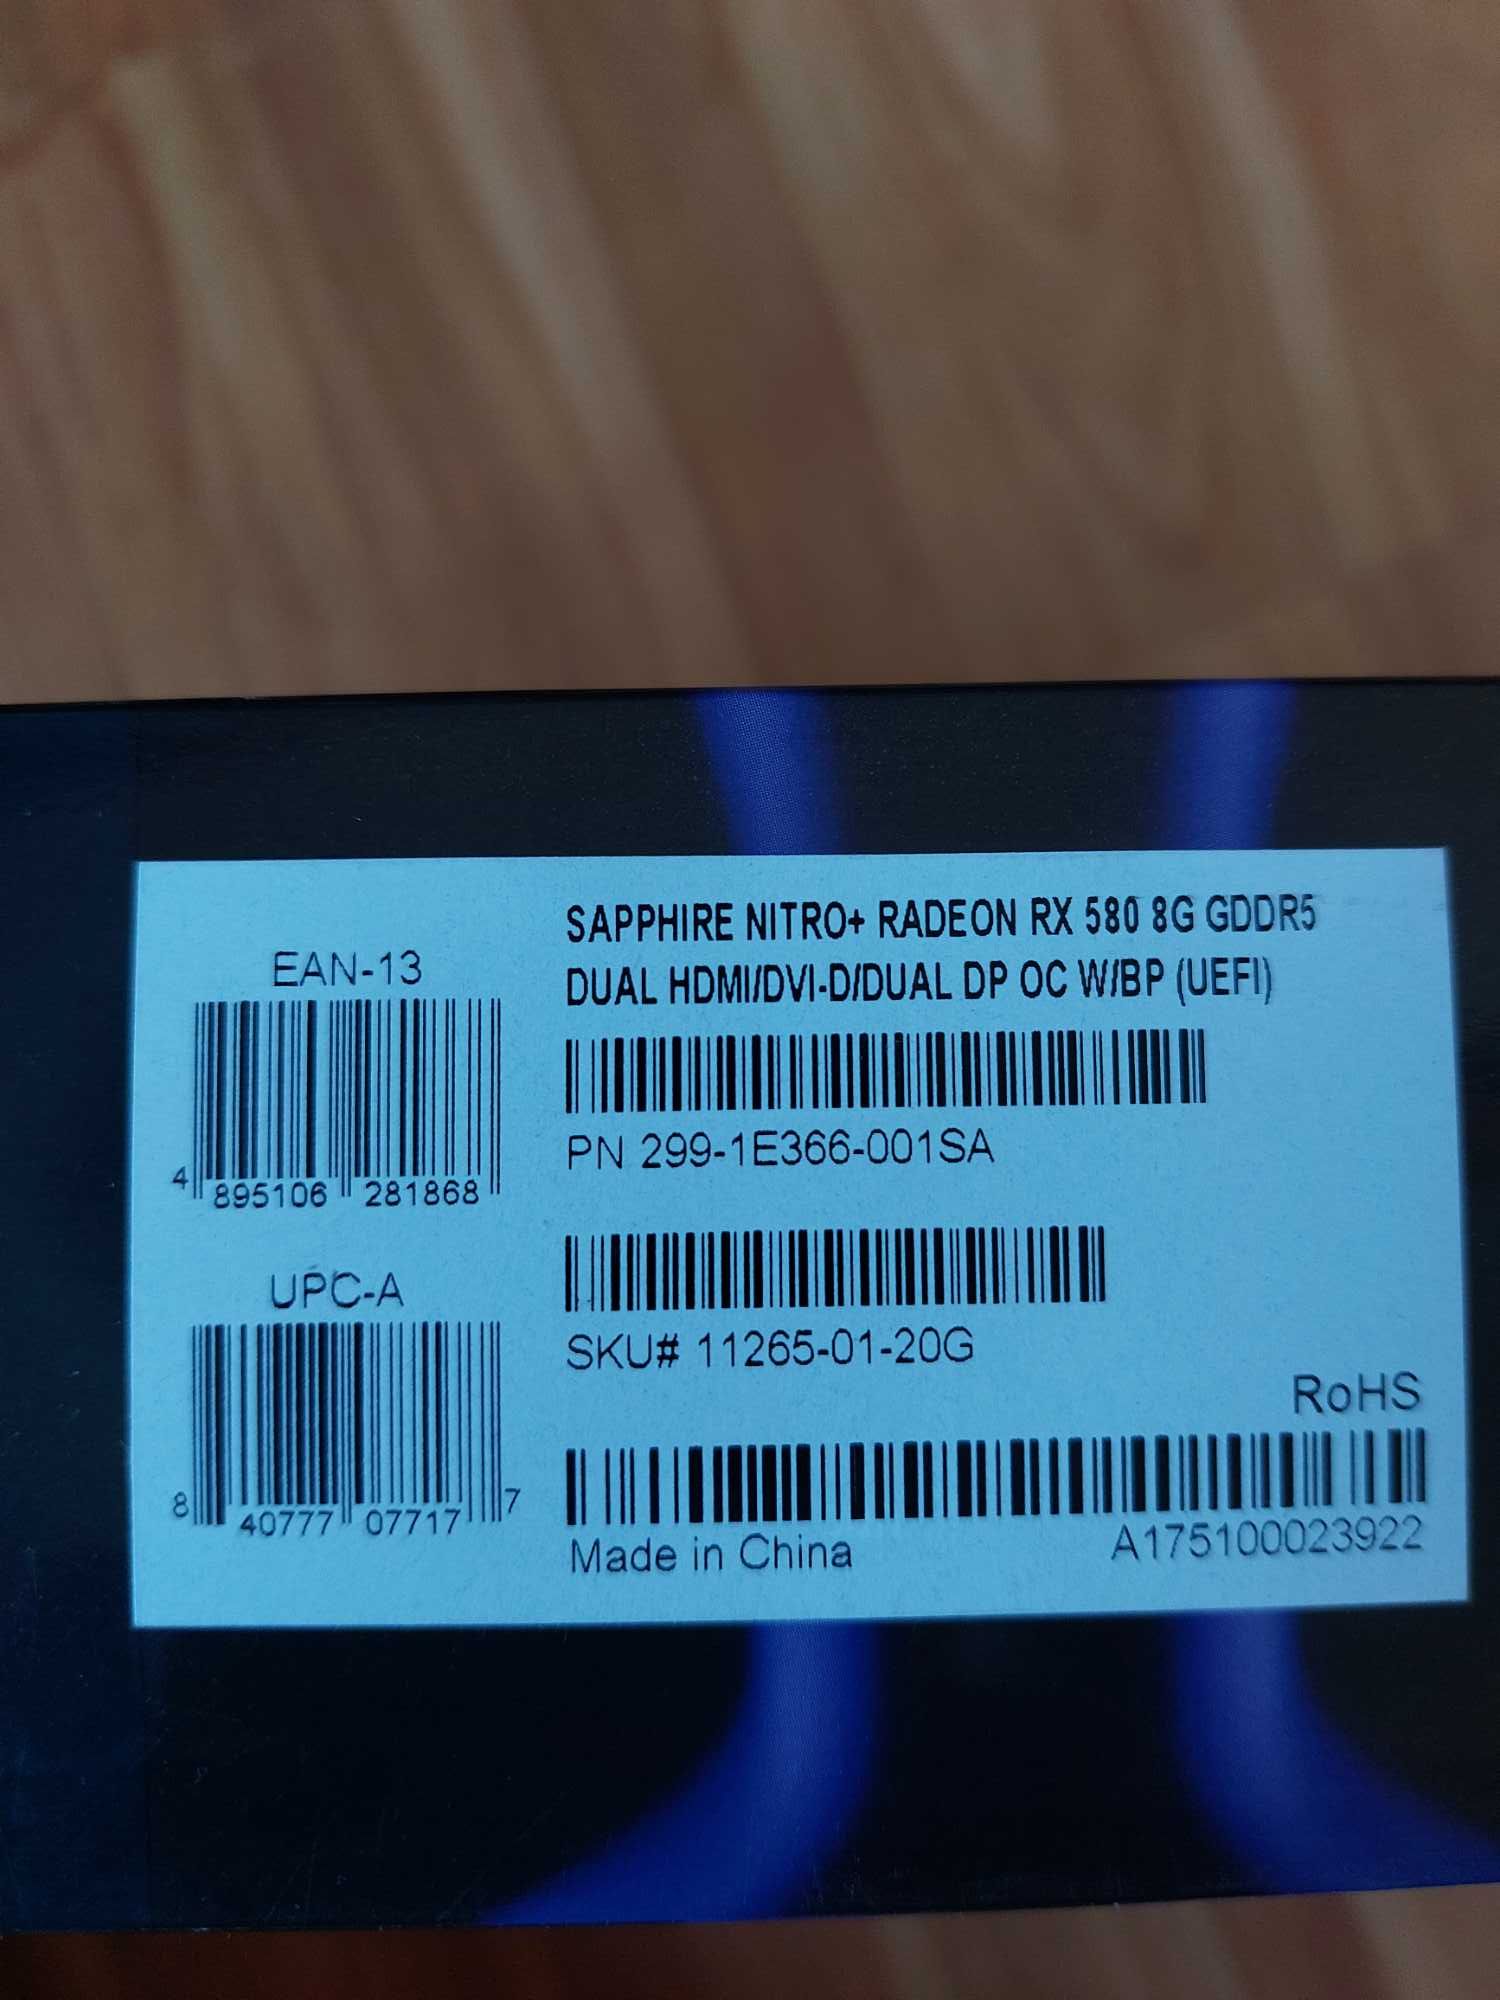 EAN-13
4 895106 281868
UPC-A
8 40777 07717 7
SAPPHIRE NITRO+ RADEON RX 580 8G GDDR5
DUAL HDMI/DVI-D/DUAL DP OC W/BP (UEFI)
PN 299-1E366-001SA
SKU# 11265-01-20G
RoHS
Made in China A175100023922